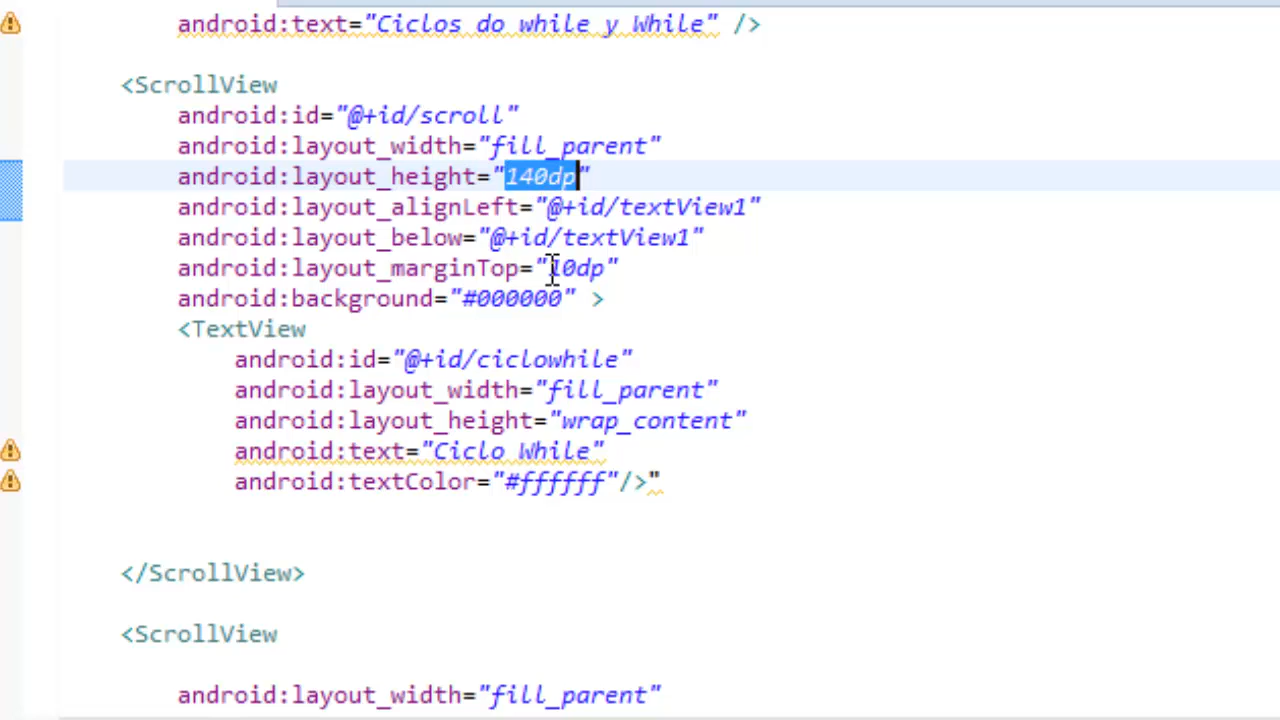 android:text="Ciclos do while y While" />
<ScrollView
android:id="@+id/scroll"
android:layout_width="fill_parent"
android:layout_height="140dp"
android:layout_alignLeft="@+id/textView1"
android:layout_below="@+id/textView1"
android:layout_marginTop="10dp"
android:background="#000000" >
<TextView
android:id="@+id/ciclowhile"
android:layout_width="fill_parent"
android:layout_height="wrap_content"
android:text="Ciclo While"
android:textColor="#ffffff"/>"
</ScrollView>
<ScrollView
android:layout_width="fill_parent"